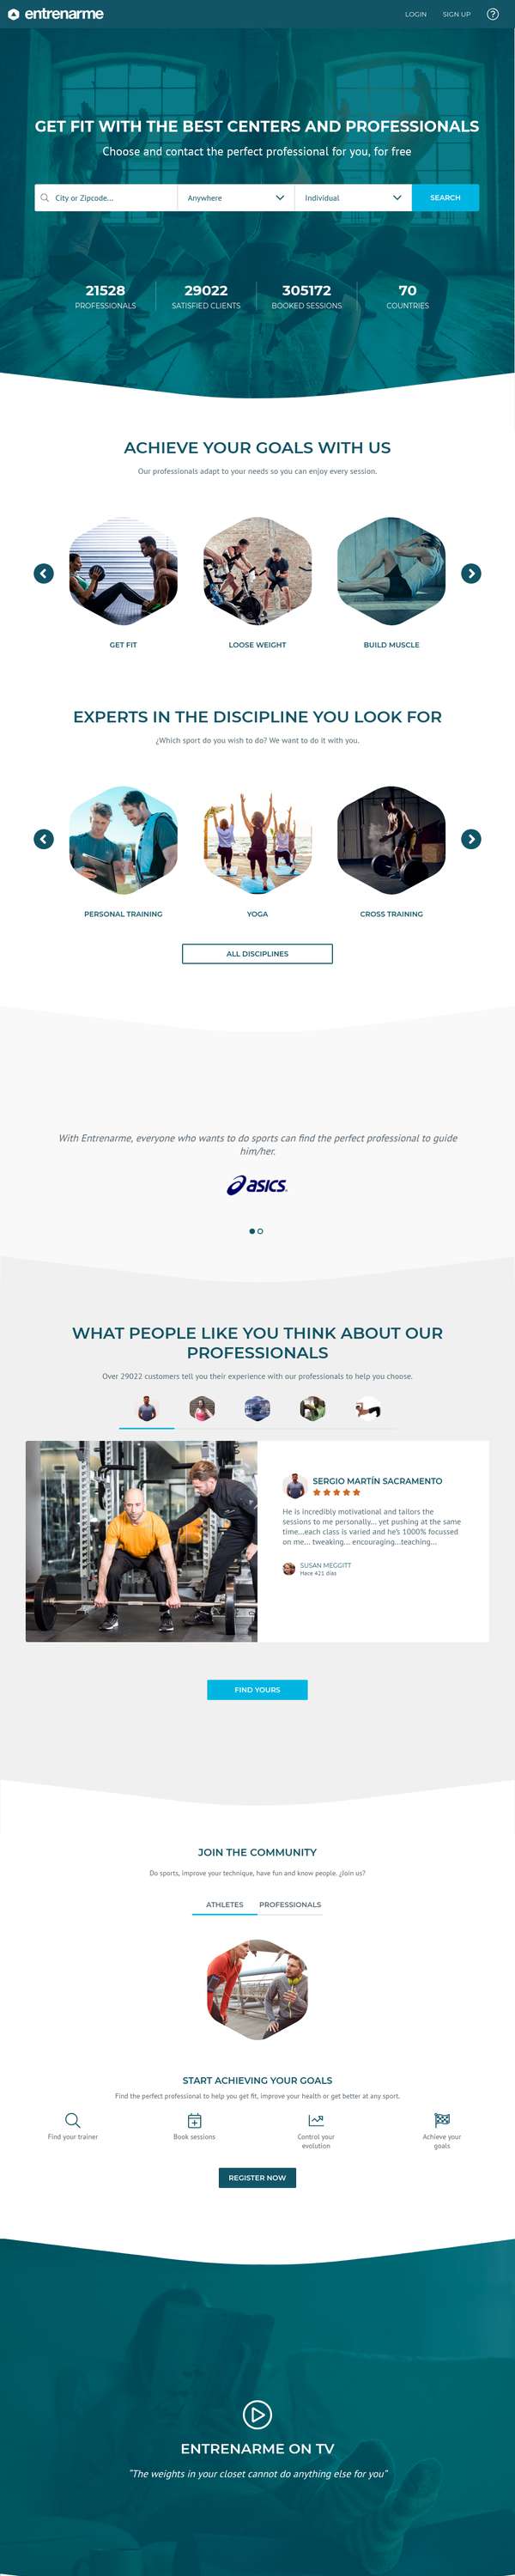 entrenarme
LOGIN
SIGN UP
?
GET FIT WITH THE BEST CENTERS AND PROFESSIONALS
Choose and contact the perfect professional for you, for free
City or Zipcode...
Anywhere
Individual
SEARCH
21528
PROFESSIONALS
29022
SATISFIED CLIENTS
305172
BOOKED SESSIONS
70
COUNTRIES
ACHIEVE YOUR GOALS WITH US
Our professionals adapt to your needs so you can enjoy every session.
GET FIT
LOOSE WEIGHT
BUILD MUSCLE
EXPERTS IN THE DISCIPLINE YOU LOOK FOR
¿Which sport do you wish to do? We want to do it with you.
PERSONAL TRAINING
YOGA
CROSS TRAINING
ALL DISCIPLINES
With Entrenarme, everyone who wants to do sports can find the perfect professional to guide
him/her.
asics
WHAT PEOPLE LIKE YOU THINK ABOUT OUR
PROFESSIONALS
Over 29022 customers tell you their experience with our professionals to help you choose.
SERGIO MARTÍN SACRAMENTO
He is incredibly motivational and tailors the
sessions to me personally... yet pushing at the same
time...each class is varied and he's 1000% focussed
on me... tweaking... encouraging...teaching...
SUSAN MEGGITT
Hace 421 días
FIND YOURS
JOIN THE COMMUNITY
Do sports, improve your technique, have fun and know people. ¿Join us?
ATHLETES
PROFESSIONALS
START ACHIEVING YOUR GOALS
Find the perfect professional to help you get fit, improve your health or get better at any sport.
Find your trainer
Book sessions
Control your
evolution
Achieve your
goals
REGISTER NOW
ENTRENARME ON TV
"The weights in your closet cannot do anything else for you"